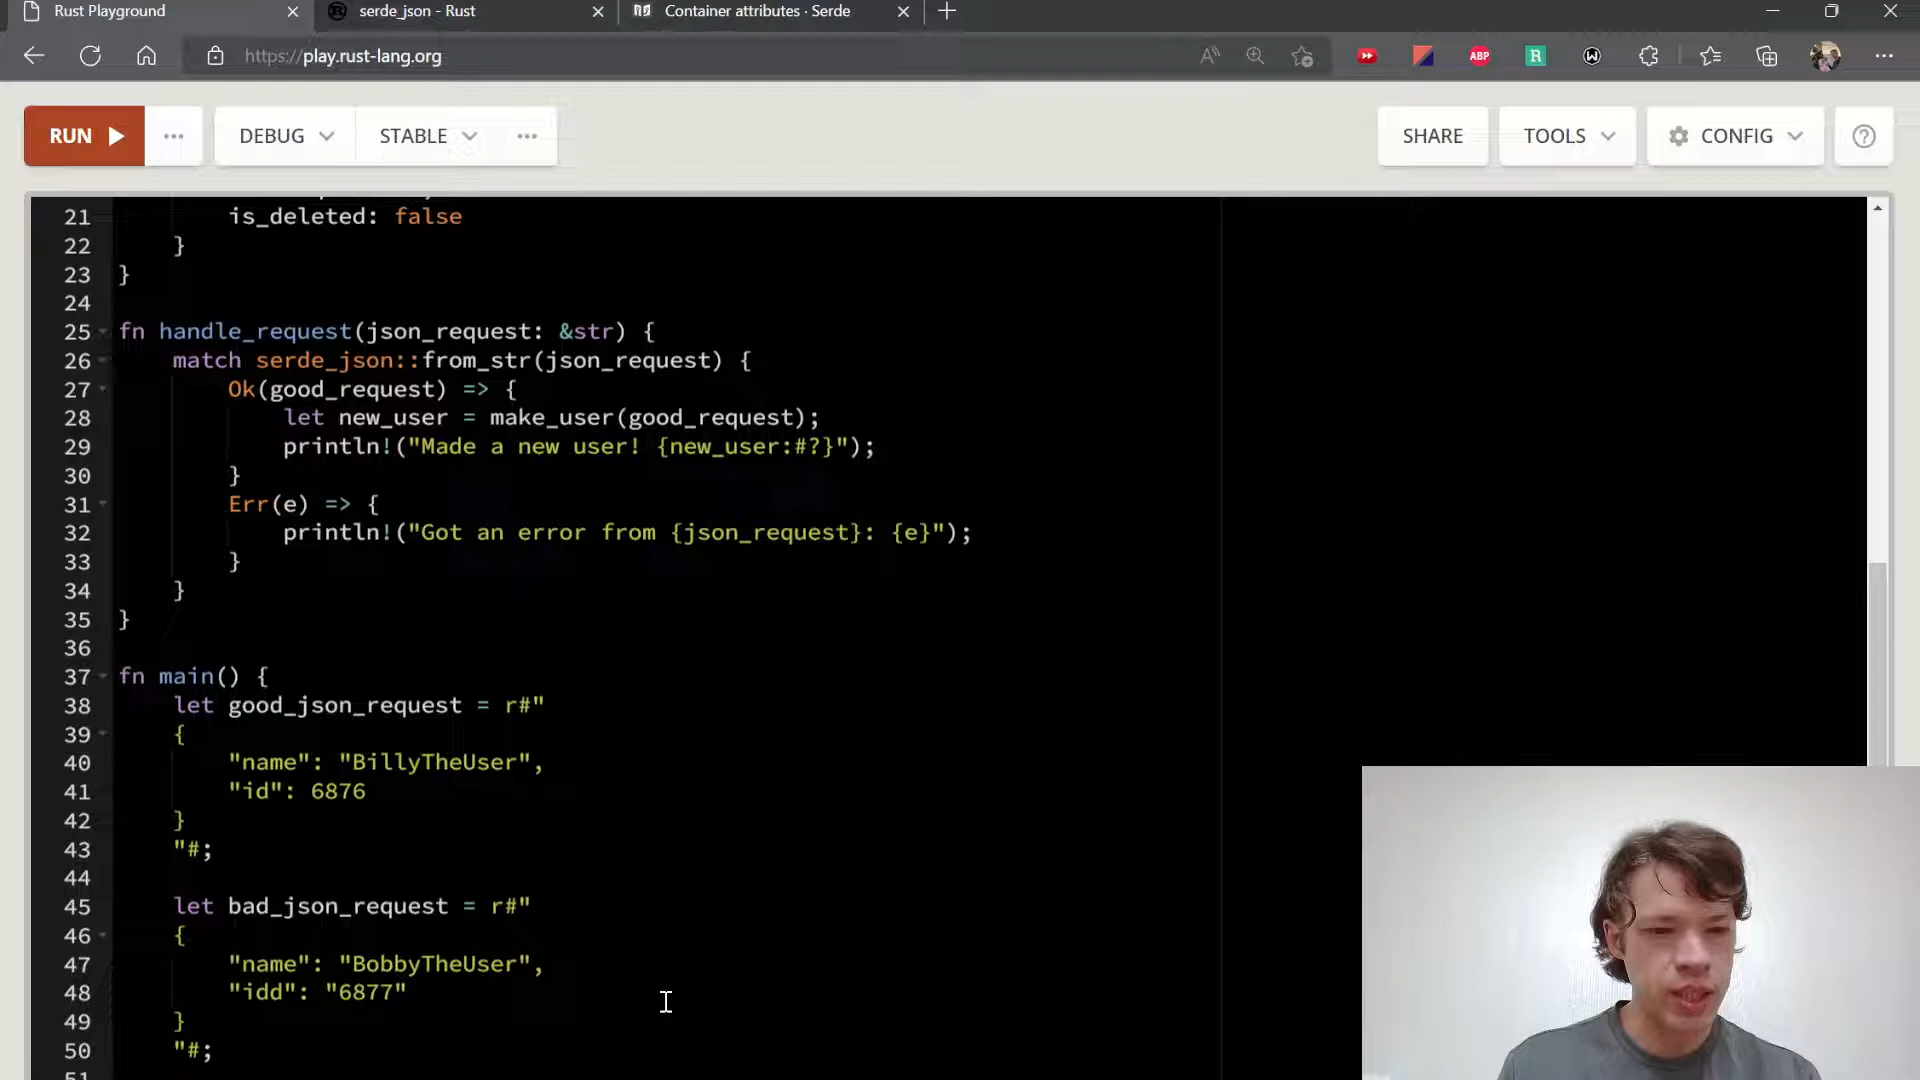 Rust Playground
serde_json - Rust
Container attributes · Serde
https://play.rust-lang.org
ABP
R
W
RUN
DEBUG
STABLE
SHARE
TOOLS
CONFIG
21 is_deleted: false
22 }
23 }
24
25 fn handle_request(json_request: &str) {
26 match serde_json::from_str(json_request) {
27 Ok(good_request) => {
28 let new_user = make_user(good_request);
29 println!("Made a new user! {new_user:#?}");
30 }
31 Err(e) => {
32 println!("Got an error from {json_request}: {e}");
33 }
34 }
35 }
36
37 fn main() {
38 let good_json_request = r#"
39 {
40 "name": "BillyTheUser",
41 "id": 6876
42 }
43 "#;
44
45 let bad_json_request = r#"
46 {
47 "name": "BobbyTheUser",
48 "idd": "6877"
49 }
50 "#;
51